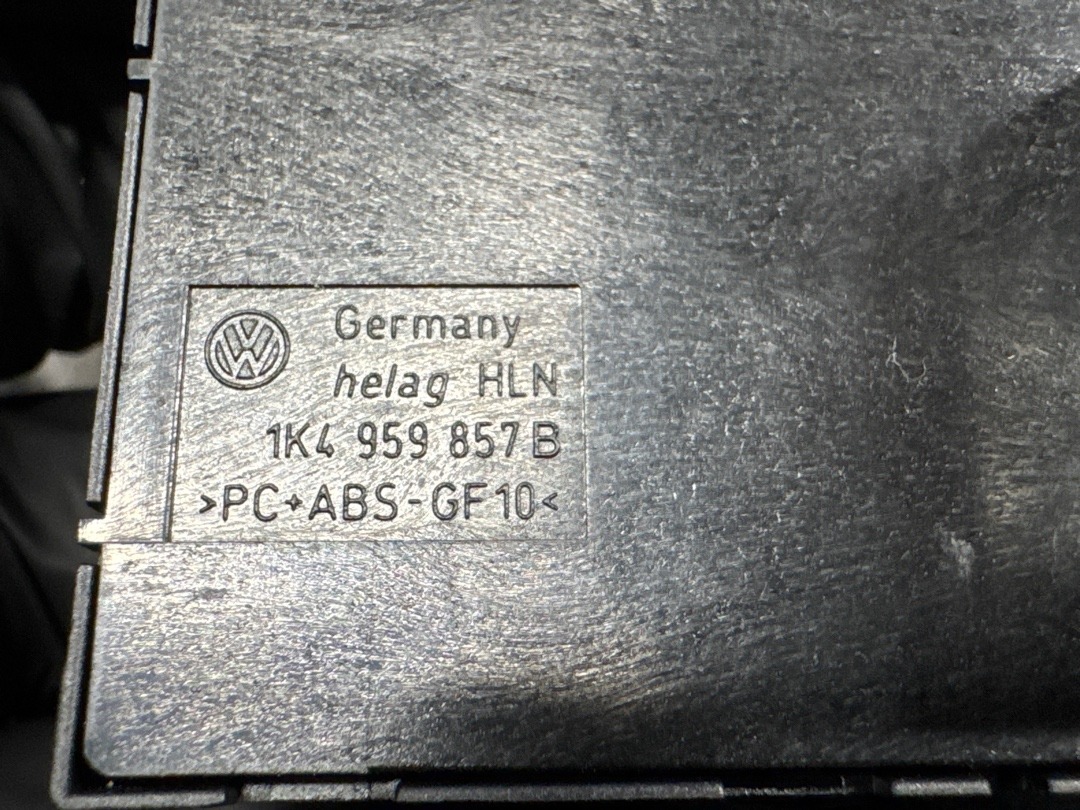 Germany
helag HLN
1K4 959 857 B
>PC+ABS-GF10<